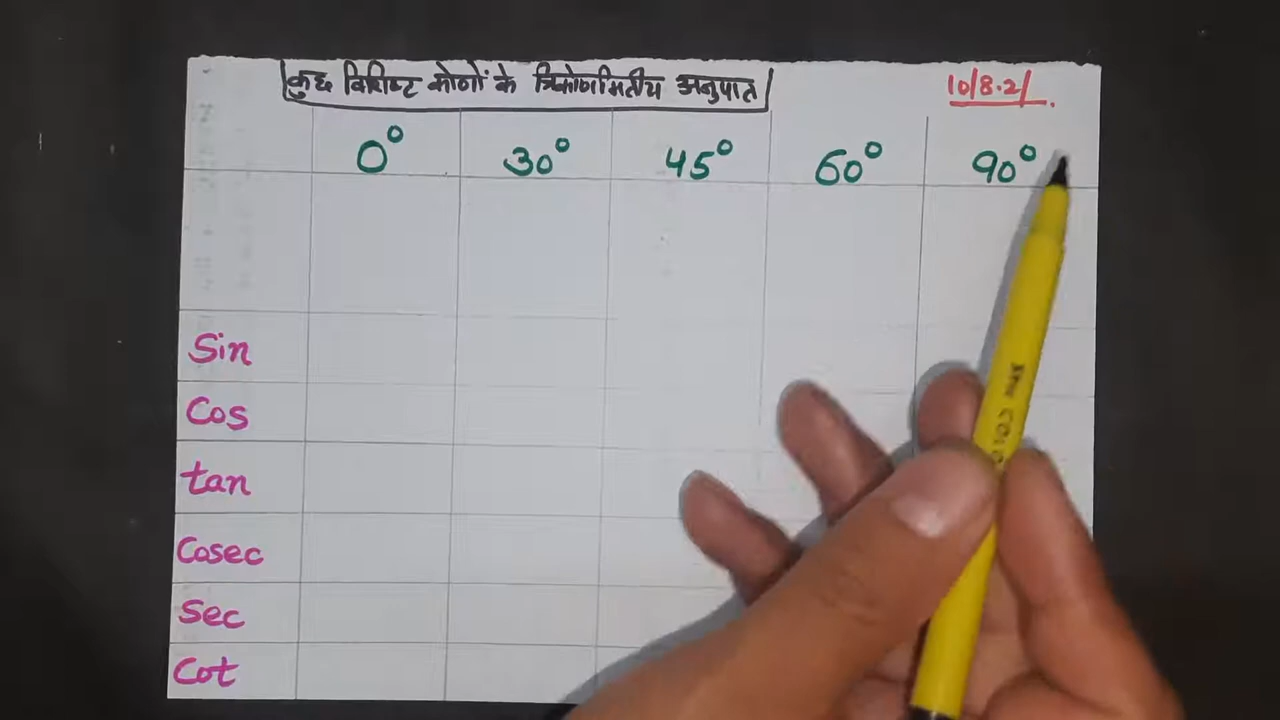 कुछ विशिष्ट कोणों के त्रिकोणमितीय अनुपात
10/8.21
0° 30° 45° 60° 90°
Sin
Cos
tan
Cosec
Sec
Cot